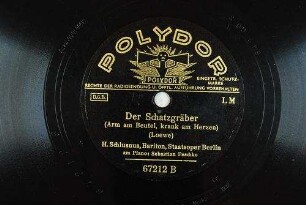 POLYDOR
POLYDOR
EINGETR. SCHUTZ-
MARKE
RECHTE DER RADIOSENDUNG U. ÖFFTL. AUFFÜHRUNG VORBEHALTEN
I.M
Der Schatzgräber
(Arm am Beutel, krank am Herzen)
(Loewe)
H. Schlusnus, Bariton, Staatsoper Berlin
am Piano: Sebastian Peschko
67212 B